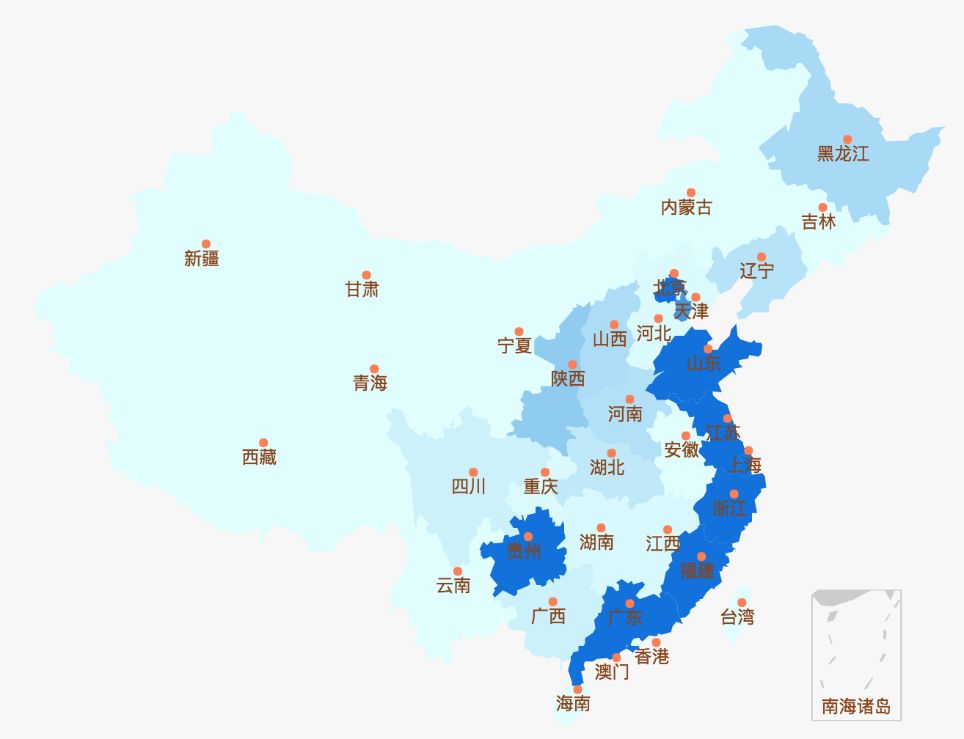 黑龙江
内蒙古
吉林
新疆
辽宁
甘肃
北京
天津
河北
山西
宁夏
山东
陕西
青海
河南
江苏
安徽
西藏
上海
湖北
四川
重庆
浙江
湖南
江西
贵州
福建
云南
广西
广东
台湾
香港
澳门
海南
南海诸岛